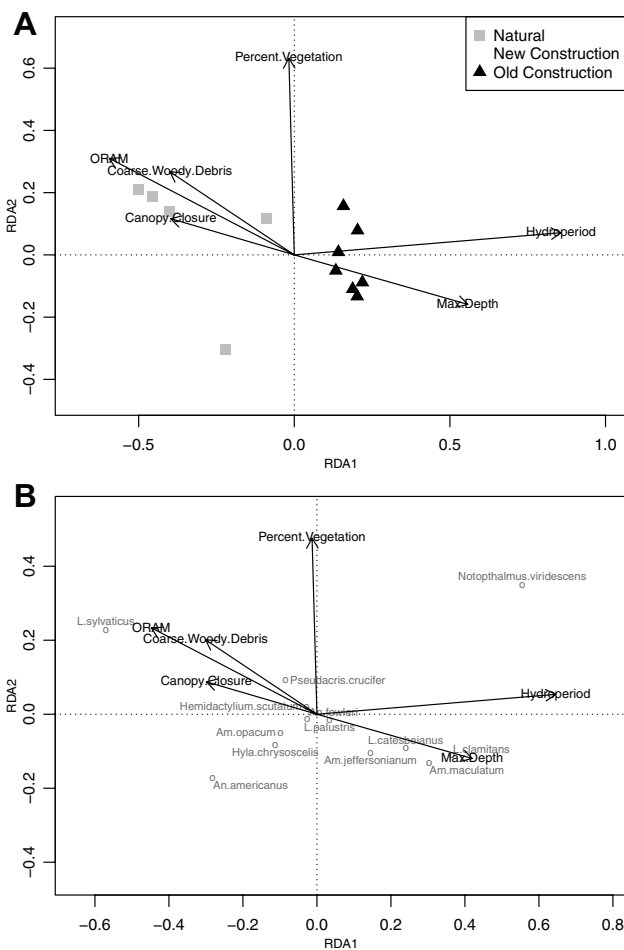 A
Natural
New Construction
Old Construction
Percent.Vegetation
ORAM
Coarse.Woody.Debris
Canopy.Closure
Hydroperiod
Max.Depth
RDA2
0.6
0.4
0.2
0.0
−0.2
−0.4
−0.5
0.0
0.5
1.0
RDA1
B
Percent.Vegetation
Notopthalmus.viridescens
L.sylvaticus
ORAM
Coarse.Woody.Debris
Canopy.Closure
Pseudacris.crucifer
Hydroperiod
Hemidactylium.scutatum
fowleri
L.palustris
Am.opacum
L.catesbeianus
Hyla.chrysoscelis
L.clamitans
Am.jeffersonianum
Max.Depth
Am.maculatum
An.americanus
RDA2
0.4
0.2
0.0
−0.2
−0.4
−0.6
−0.4
−0.2
0.0
0.2
0.4
0.6
0.8
RDA1